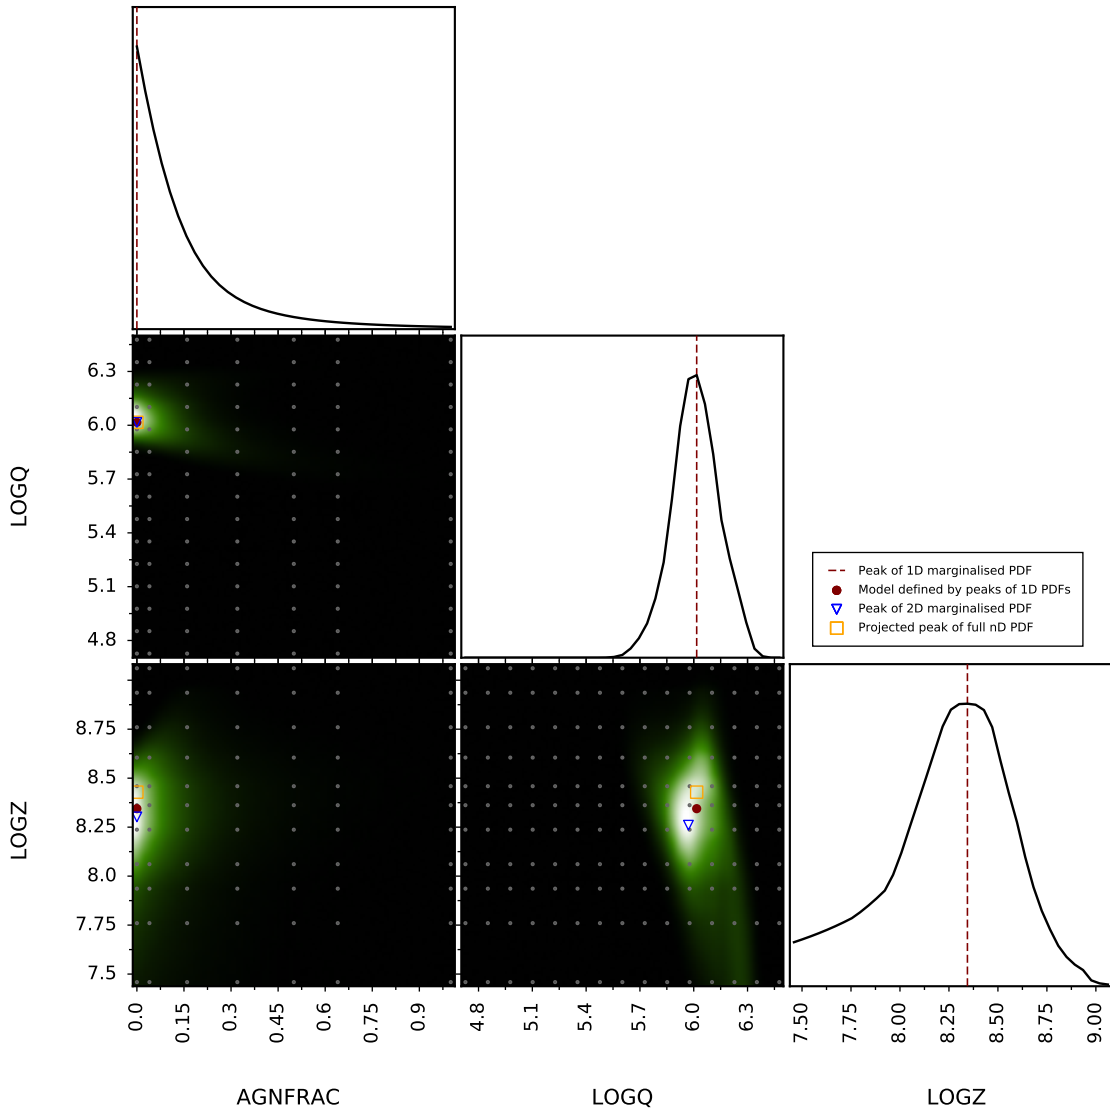 6.3
6.0
5.7
5.4
5.1
4.8
LOGQ
Peak of 1D marginalised PDF
Model defined by peaks of 1D PDFs
Peak of 2D marginalised PDF
Projected peak of full nD PDF
8.75
8.5
8.25
8.0
7.75
7.5
LOGZ
0.0 0.15 0.3 0.45 0.6 0.75 0.9
4.8 5.1 5.4 5.7 6.0 6.3
7.50 7.75 8.00 8.25 8.50 8.75 9.00
AGNFRAC
LOGQ
LOGZ